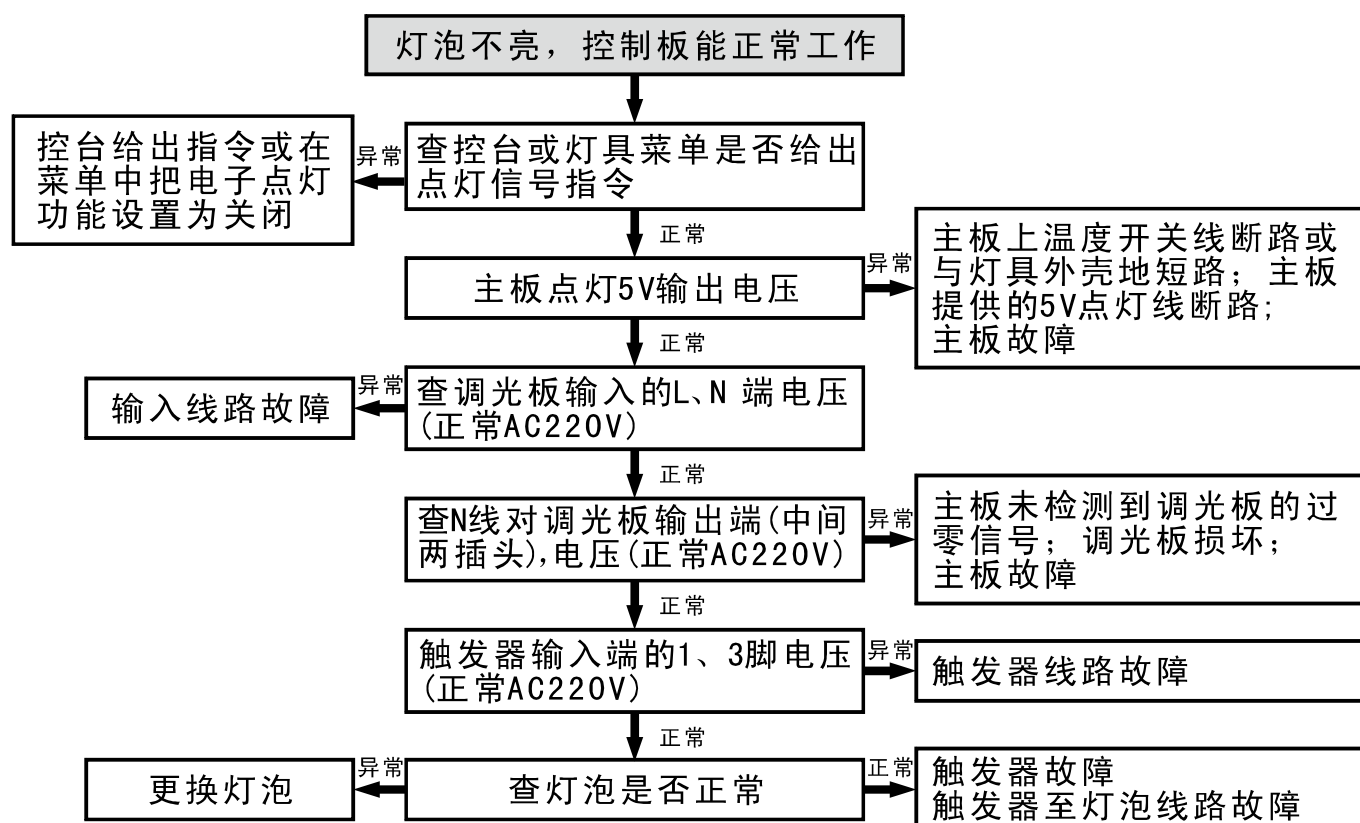 灯泡不亮，控制板能正常工作
控台给出指令或在
菜单中把电子点灯
功能设置为关闭
异常
查控台或灯具菜单是否给出
点灯信号指令
正常
主板点灯5V输出电压
异常
主板上温度开关线断路或
与灯具外壳地短路；主板
提供的5V点灯线断路；
主板故障
正常
输入线路故障
异常
查调光板输入的L、N 端电压
(正常AC220V)
正常
查N线对调光板输出端(中间
两插头),电压(正常AC220V)
异常
主板未检测到调光板的过
零信号；调光板损坏；
主板故障
正常
触发器输入端的1、3脚电压
(正常AC220V)
异常
触发器线路故障
正常
更换灯泡
异常
查灯泡是否正常
正常
触发器故障
触发器至灯泡线路故障